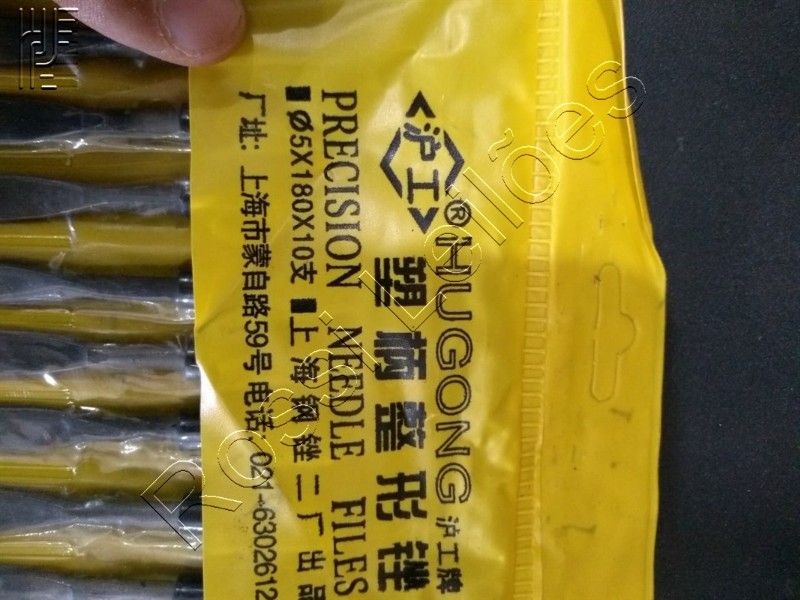 <沪工>® HUGONG 沪工牌
塑柄整形锉
PRECISION NEEDLE FILES
■ø5X180X10支 ■上海钢锉二厂出品
厂址: 上海市蒙自路59号 电话: 021-6302612
Rossi Leilões